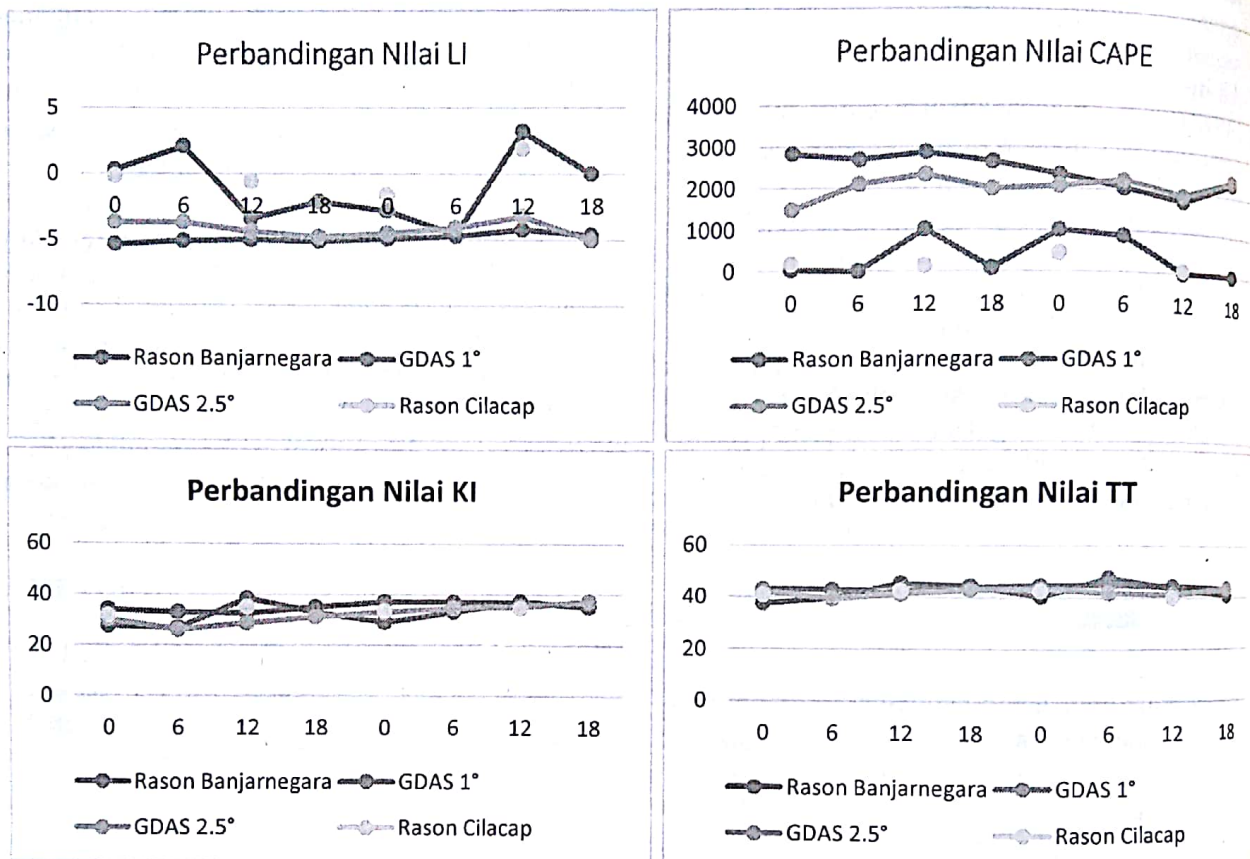 Perbandingan NIlai LI
5
0
0 6 12 18 0 6 12 18
-5
-10
Rason Banjarnegara GDAS 1°
GDAS 2.5° Rason Cilacap
Perbandingan NIlai CAPE
4000
3000
2000
1000
0
0 6 12 18 0 6 12 18
Rason Banjarnegara GDAS 1°
GDAS 2.5° Rason Cilacap
Perbandingan Nilai KI
60
40
20
0
0 6 12 18 0 6 12 18
Rason Banjarnegara GDAS 1°
GDAS 2.5° Rason Cilacap
Perbandingan Nilai TT
60
40
20
0
0 6 12 18 0 6 12 18
Rason Banjarnegara GDAS 1°
GDAS 2.5° Rason Cilacap